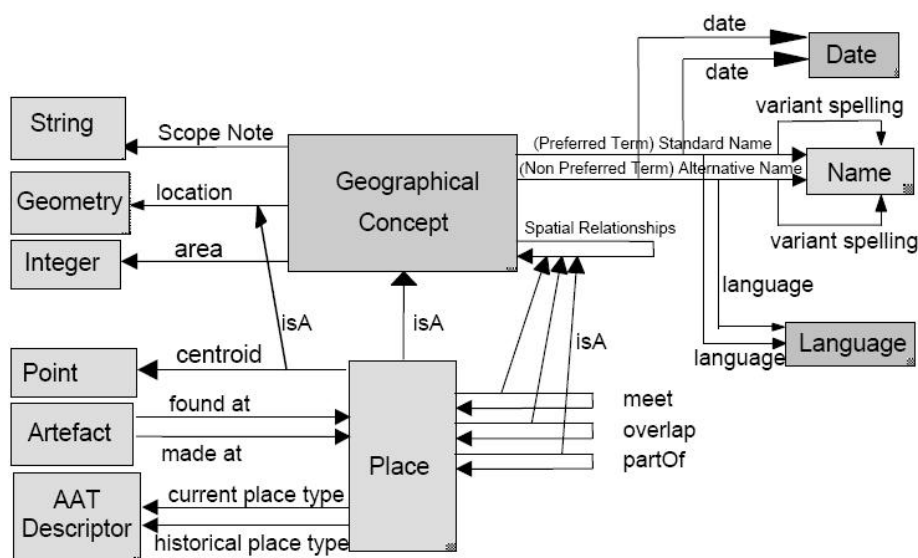 date
Date
date
String
Scope Note
variant spelling
(Preferred Term) Standard Name
(Non Preferred Term) Alternative Name
Name
Geographical
Concept
Geometry
location
Spatial Relationships
variant spelling
Integer
area
language
isA
isA
isA
Language
language
centroid
Point
found at
meet
Artefact
overlap
made at
Place
partOf
AAT
Descriptor
current place type
historical place type